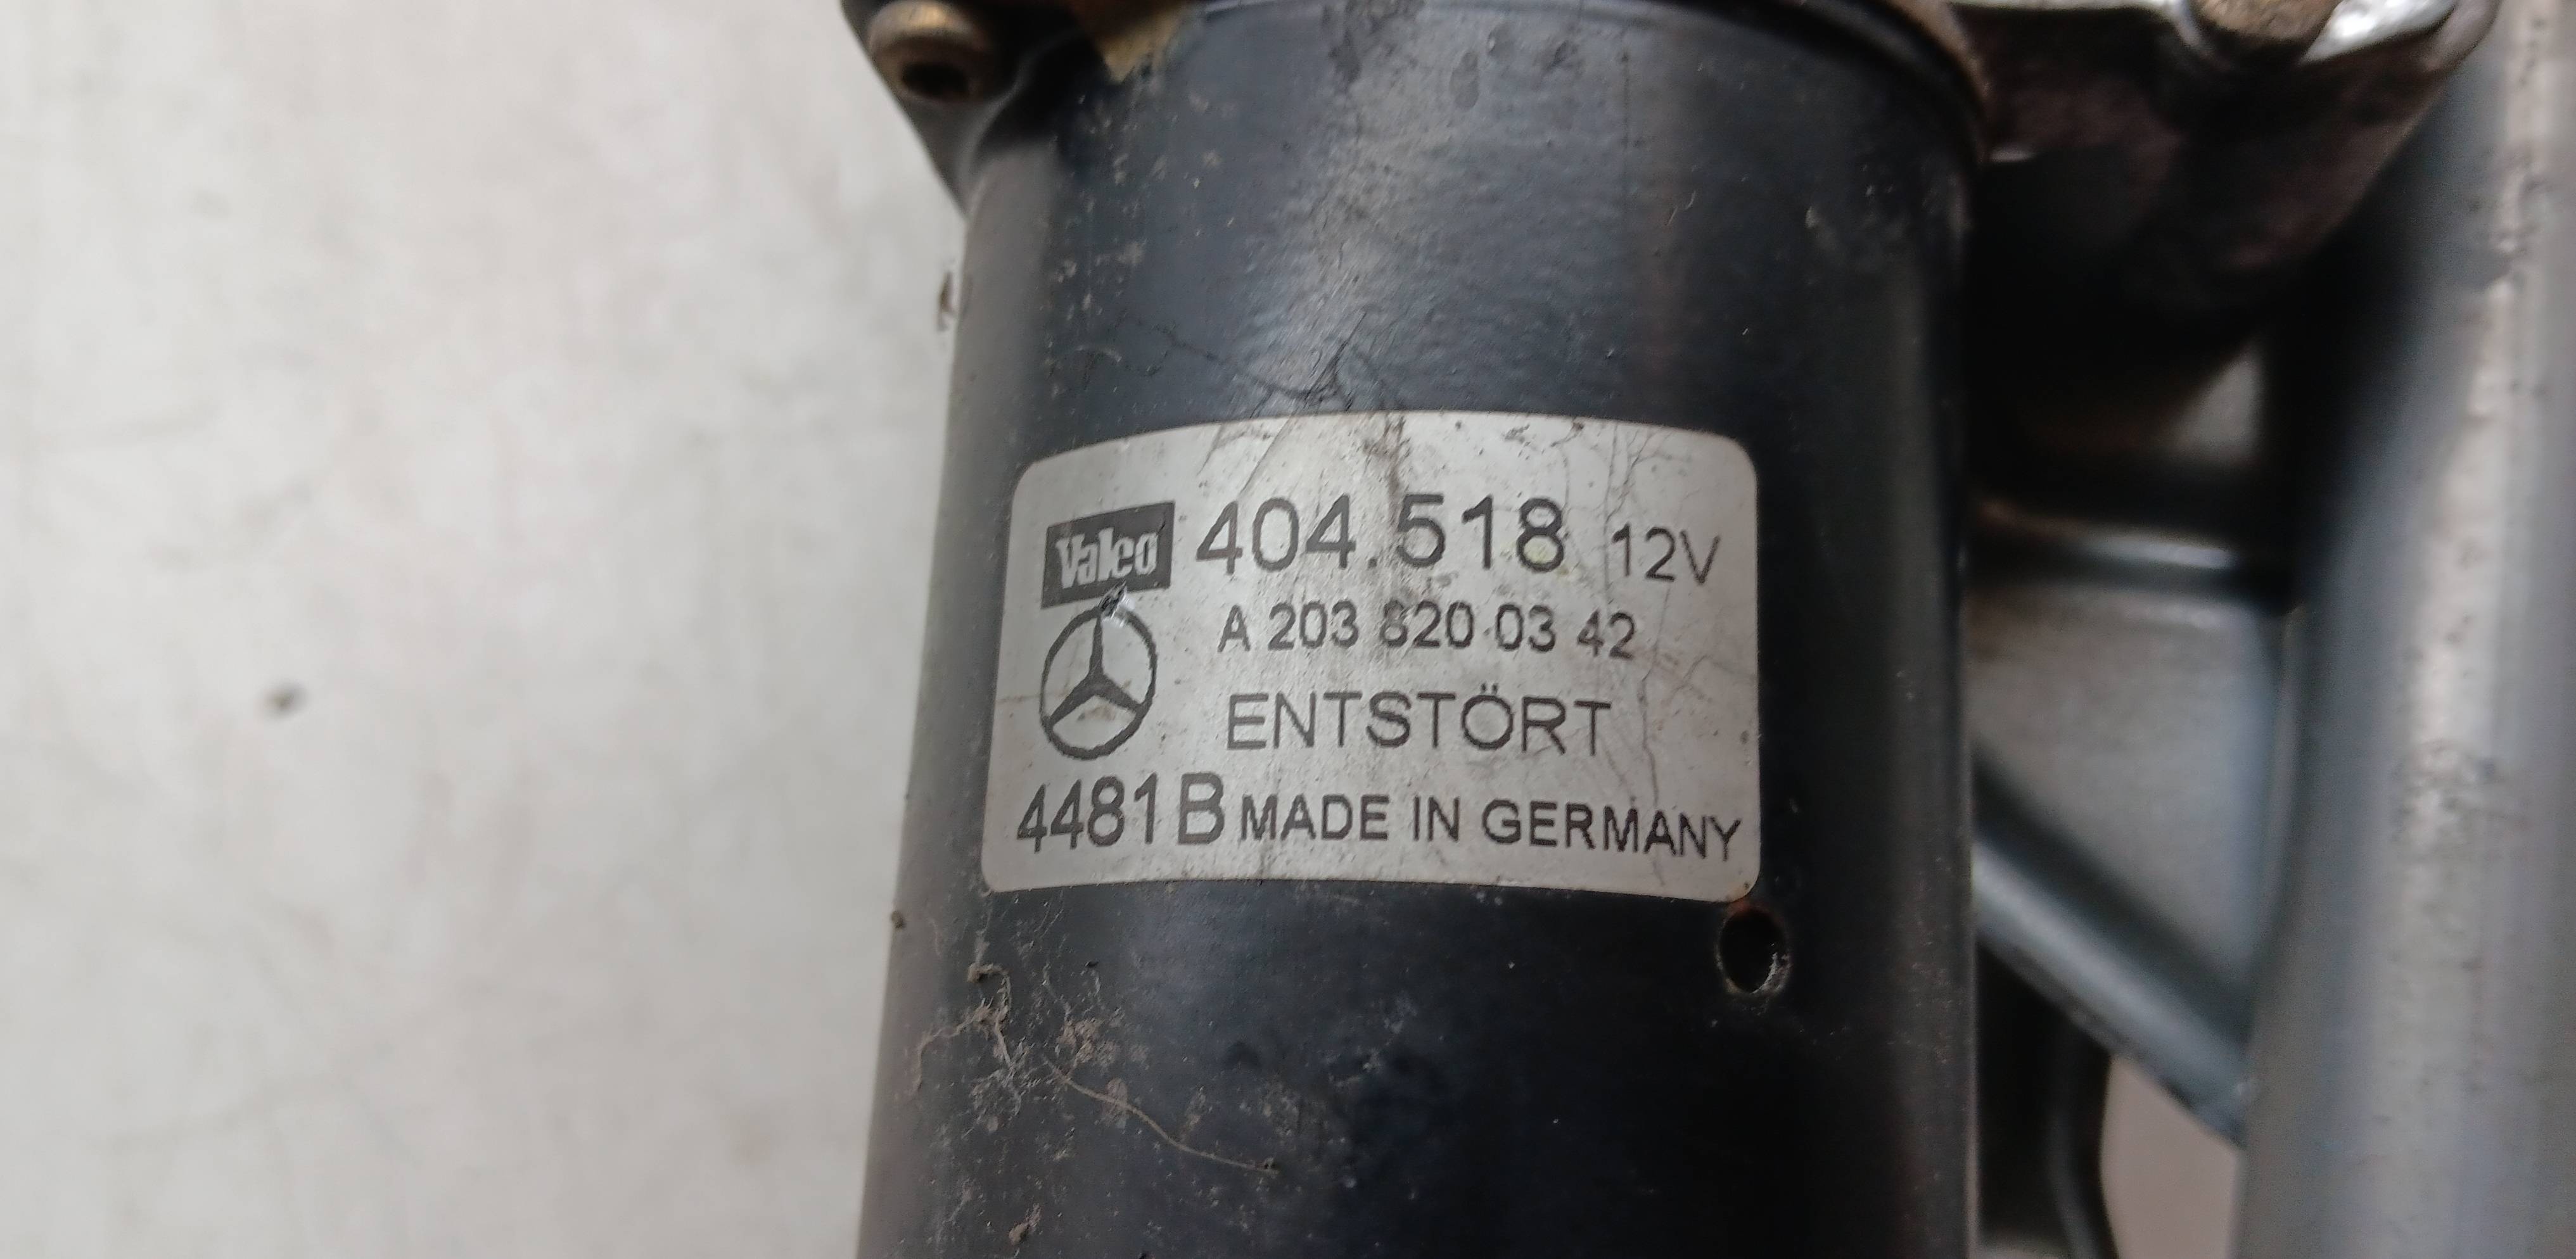 Valeo 404.518 12V
A 203 820 03 42
ENTSTÖRT
4481 B MADE IN GERMANY